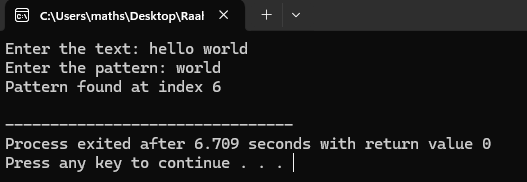 C:\Users\maths\Desktop\Raal
Enter the text: hello world
Enter the pattern: world
Pattern found at index 6
--------------------------------
Process exited after 6.709 seconds with return value 0
Press any key to continue . . .